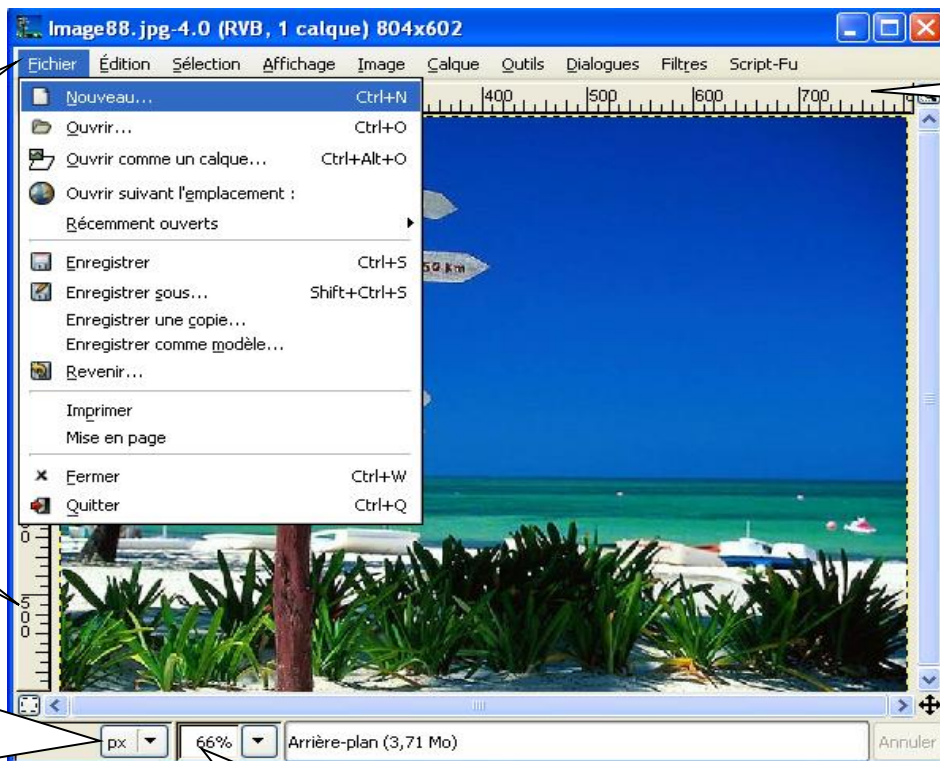 Image88.jpg-4.0 (RVB, 1 calque) 804x602
Fichier Édition Sélection Affichage Image Calque Outils Dialogues Filtres Script-Fu
400 500 600 700
Nouveau... Ctrl+N
Ouvrir... Ctrl+O
Ouvrir comme un calque... Ctrl+Alt+O
Ouvrir suivant l'emplacement :
Récemment ouverts
50 km
Enregistrer Ctrl+S
Enregistrer sous... Shift+Ctrl+S
Enregistrer une copie...
Enregistrer comme modèle...
Revenir...
Imprimer
Mise en page
Fermer Ctrl+W
Quitter Ctrl+Q
500
px 66% Arrière-plan (3,71 Mo) Annuler